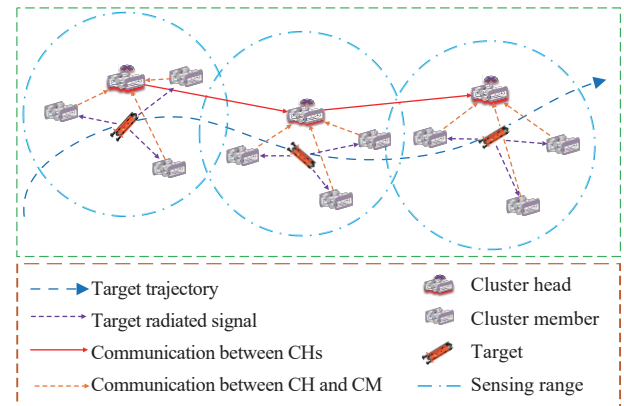 Target trajectory
Target radiated signal
Communication between CHs
Communication between CH and CM
Cluster head
Cluster member
Target
Sensing range